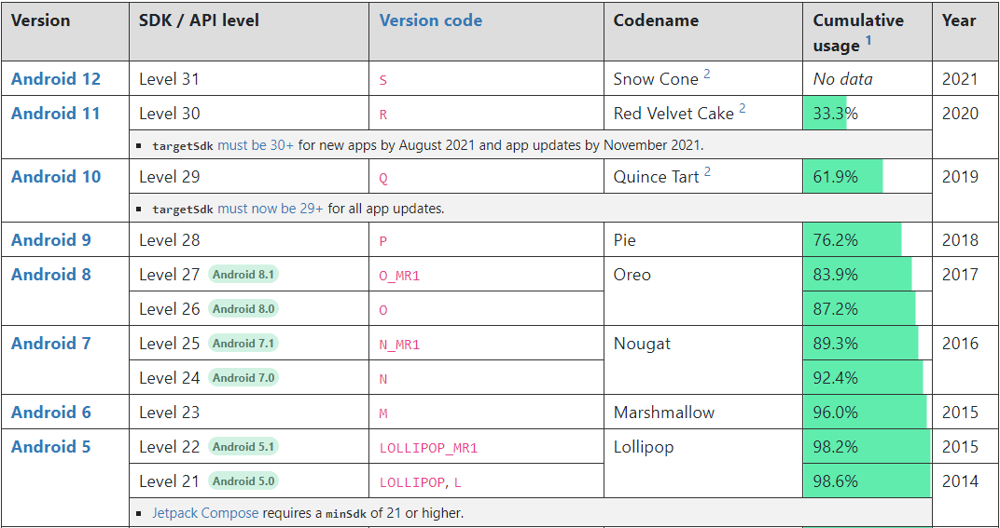 Version SDK / API level Version code Codename Cumulative usage 1 Year
Android 12 Level 31 S Snow Cone 2 No data 2021
Android 11 Level 30 R Red Velvet Cake 2 33.3% 2020
▪ targetSdk must be 30+ for new apps by August 2021 and app updates by November 2021.
Android 10 Level 29 Q Quince Tart 2 61.9% 2019
▪ targetSdk must now be 29+ for all app updates.
Android 9 Level 28 P Pie 76.2% 2018
Android 8 Level 27 Android 8.1 O_MR1 Oreo 83.9% 2017
Level 26 Android 8.0 O 87.2%
Android 7 Level 25 Android 7.1 N_MR1 Nougat 89.3% 2016
Level 24 Android 7.0 N 92.4%
Android 6 Level 23 M Marshmallow 96.0% 2015
Android 5 Level 22 Android 5.1 LOLLIPOP_MR1 Lollipop 98.2% 2015
Level 21 Android 5.0 LOLLIPOP, L 98.6% 2014
▪ Jetpack Compose requires a minSdk of 21 or higher.